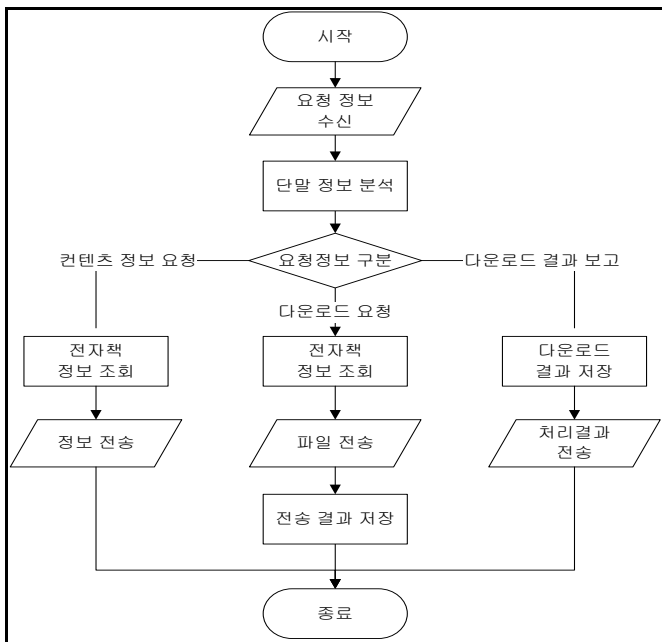 시작
요청 정보
수신
단말 정보 분석
컨텐츠 정보 요청
요청정보 구분
다운로드 결과 보고
다운로드 요청
전자책
정보 조회
전자책
정보 조회
다운로드
결과 저장
정보 전송
파일 전송
처리결과
전송
전송 결과 저장
종료